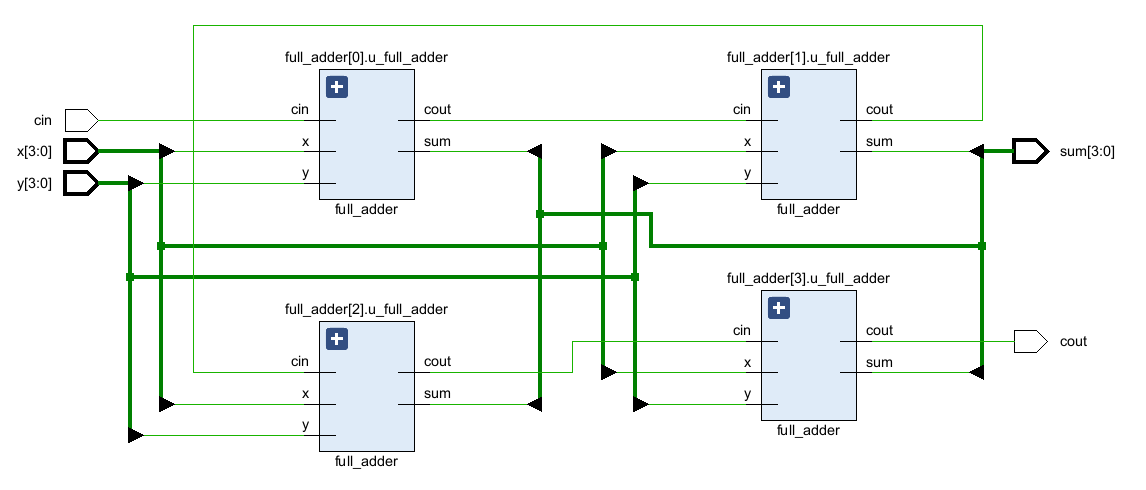 full_adder[0].u_full_adder
full_adder[1].u_full_adder
cin
cin
cout
cin
cout
x[3:0]
x
sum
x
sum
sum[3:0]
y[3:0]
y
y
full_adder
full_adder
full_adder[2].u_full_adder
full_adder[3].u_full_adder
cin
cout
cin
cout
cout
x
sum
x
sum
y
y
full_adder
full_adder